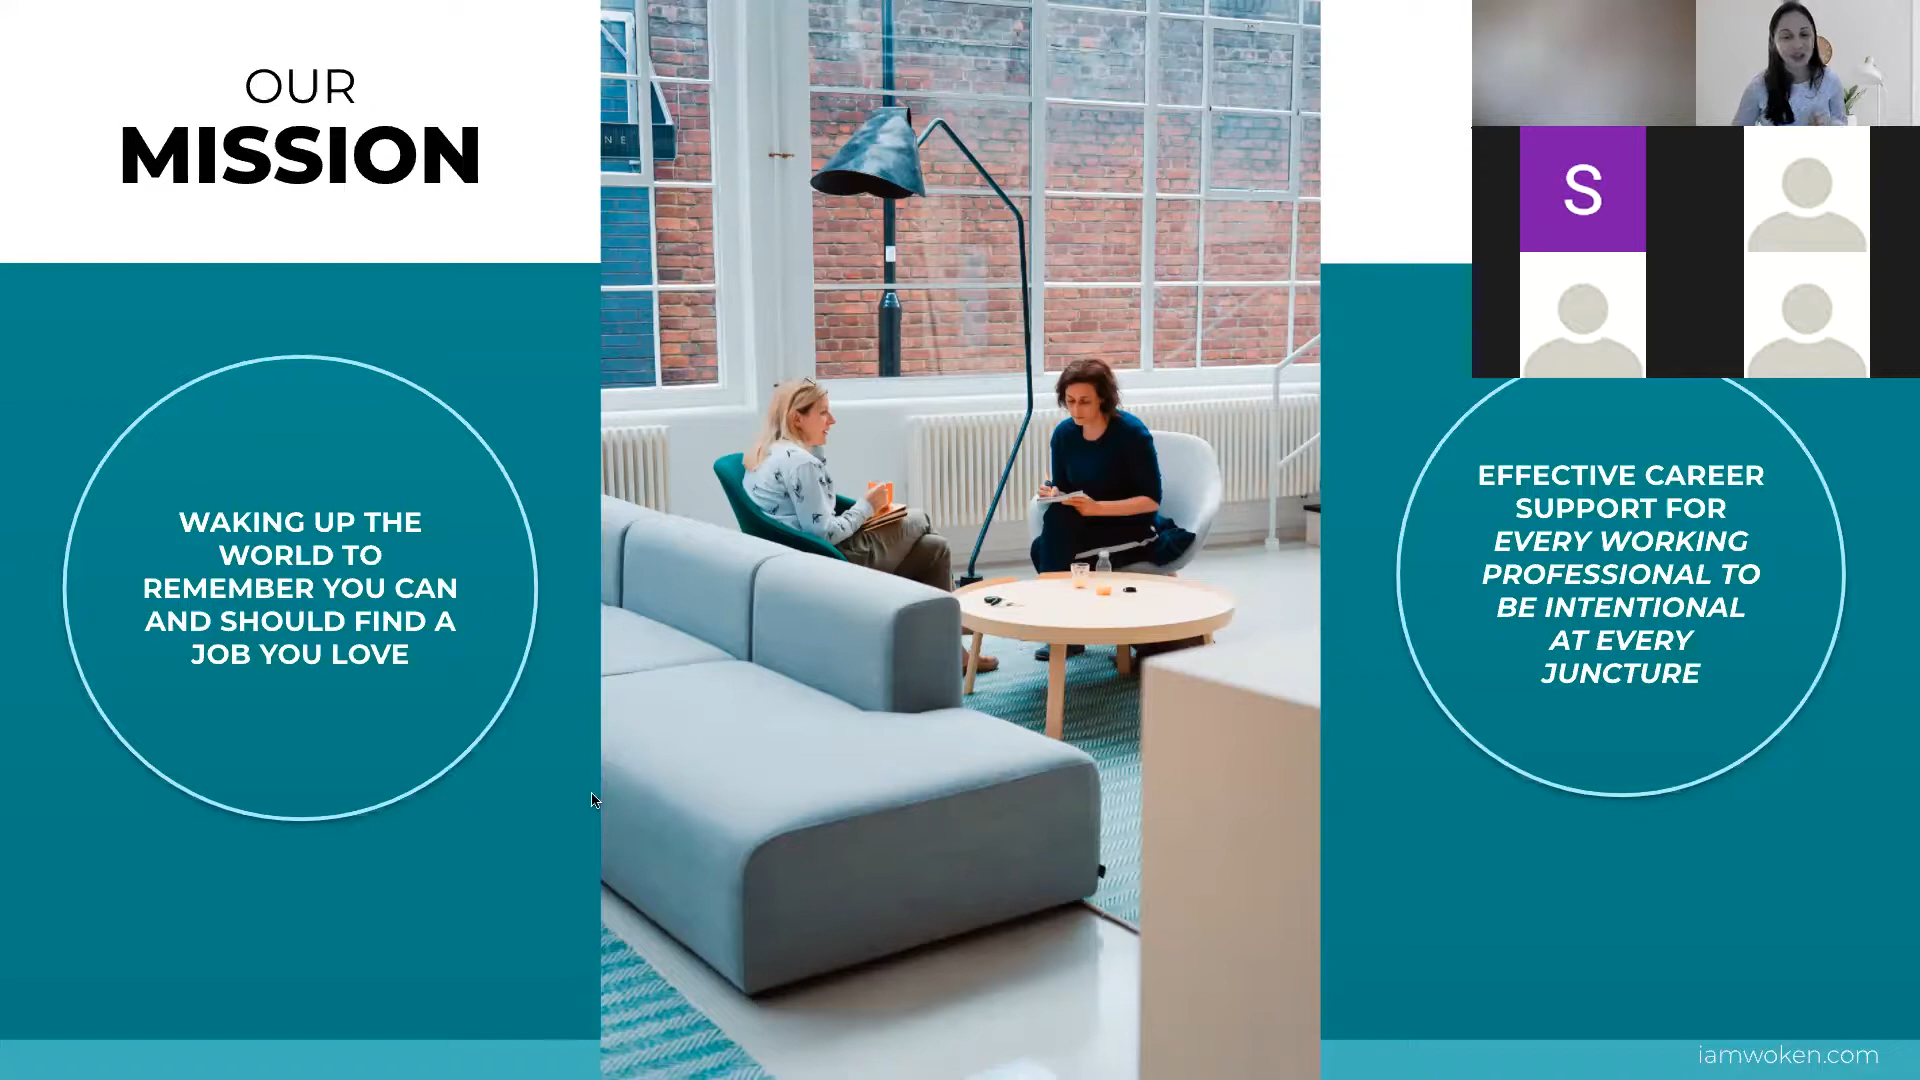 OUR
MISSION
NE
S
WAKING UP THE
WORLD TO
REMEMBER YOU CAN
AND SHOULD FIND A
JOB YOU LOVE
EFFECTIVE CAREER
SUPPORT FOR
EVERY WORKING
PROFESSIONAL TO
BE INTENTIONAL
AT EVERY
JUNCTURE
iamwoken.com